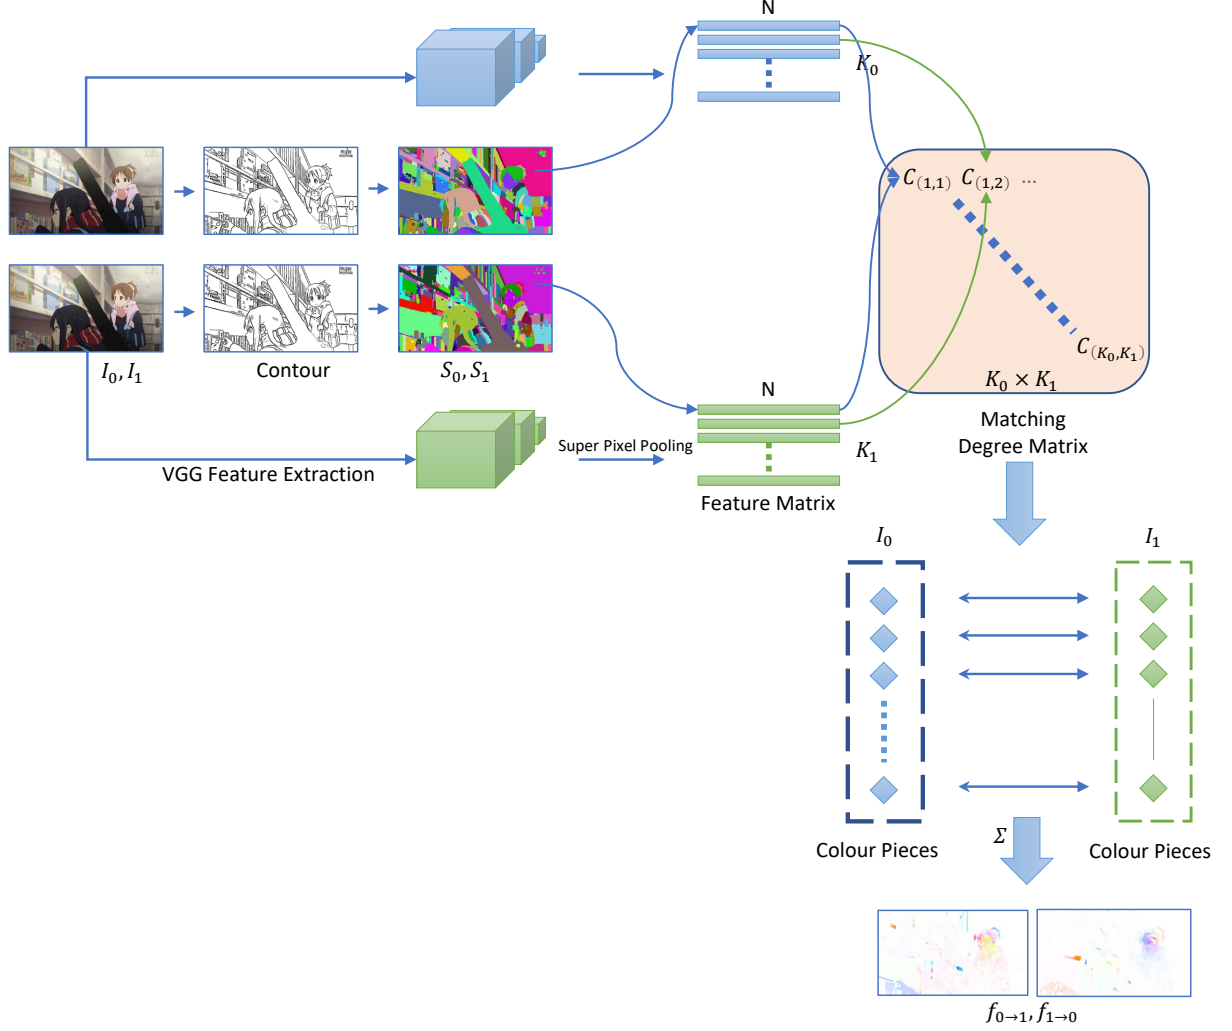 N
K₀
C₍₁,₁₎ C₍₁,₂₎ ...
C₍K₀,K₁₎
K₀ × K₁
Matching
Degree Matrix
I₀, I₁
Contour
S₀, S₁
N
VGG Feature Extraction
Super Pixel Pooling
K₁
Feature Matrix
I₀
I₁
Colour Pieces
Σ
Colour Pieces
f₀→₁, f₁→₀